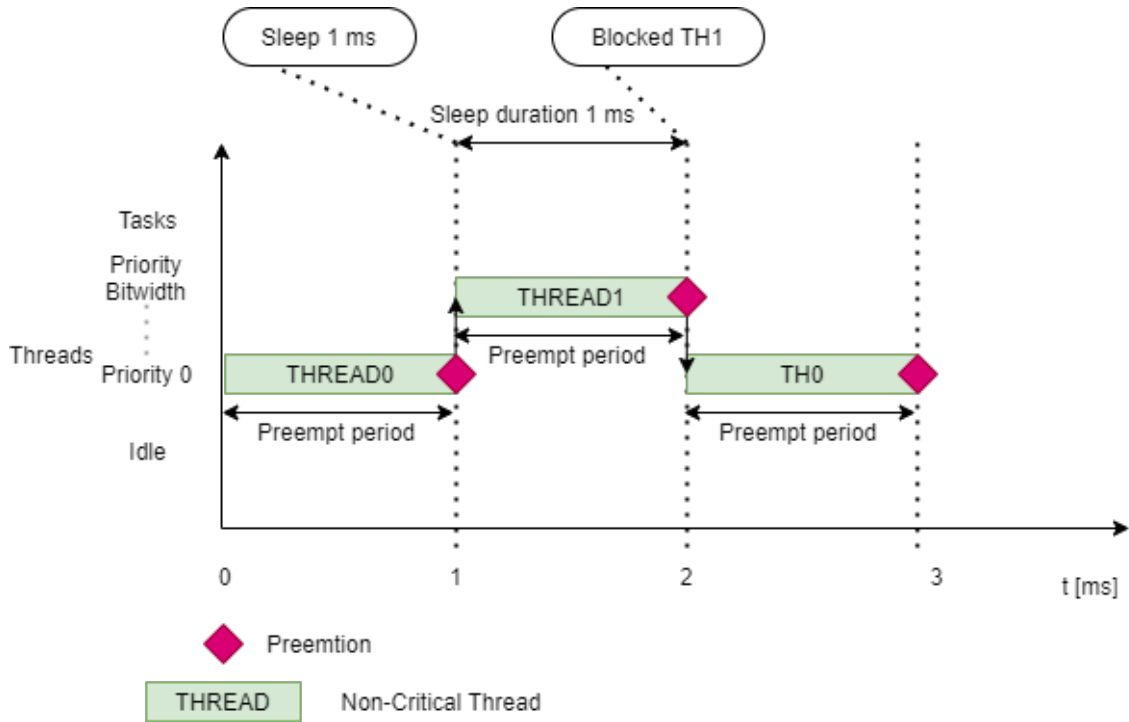 Sleep 1 ms
Blocked TH1
Sleep duration 1 ms
Tasks
Priority
Bitwidth
THREAD1
Preempt period
Threads
Priority 0
THREAD0
TH0
Preempt period
Preempt period
Idle
0
1
2
3
t [ms]
Preemtion
THREAD
Non-Critical Thread